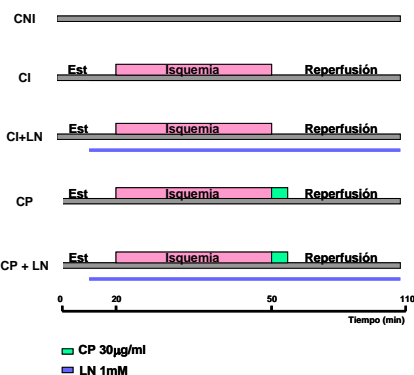 CNI
CI Est Isquemia Reperfusión
CI+LN Est Isquemia Reperfusión
CP Est Isquemia Reperfusión
CP + LN Est Isquemia Reperfusión
0 20 50 110
Tiempo (min)
CP 30µg/ml
LN 1mM